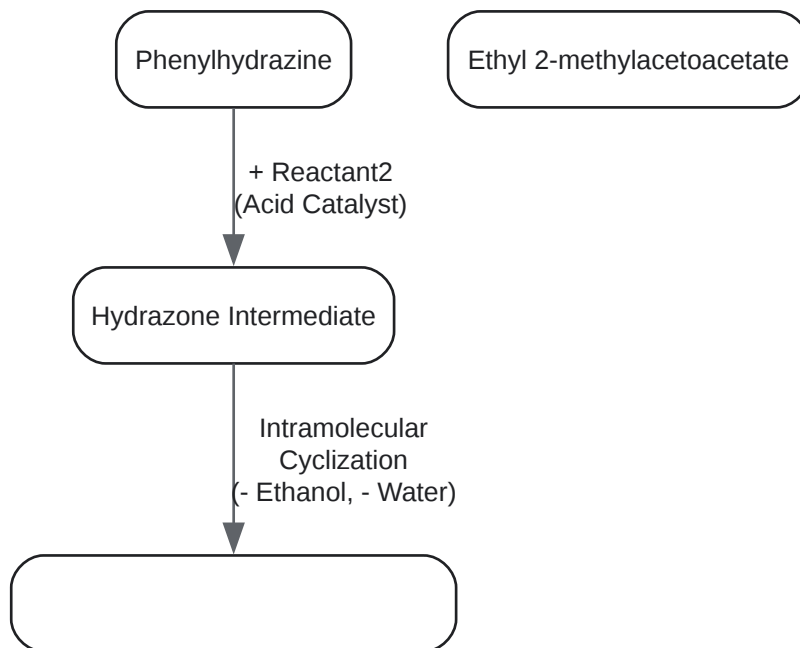 Phenylhydrazine
Ethyl 2-methylacetoacetate
+ Reactant2
(Acid Catalyst)
Hydrazone Intermediate
Intramolecular
Cyclization
(- Ethanol, - Water)